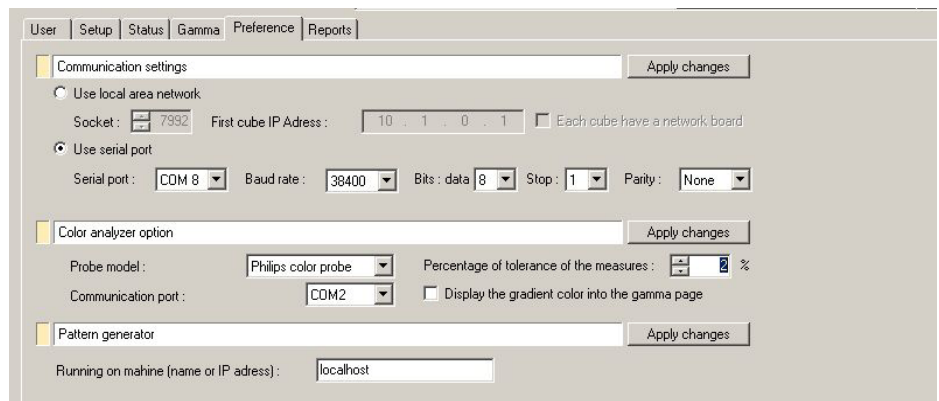 User Setup Status Gamma Preference Reports
Communication settings Apply changes
Use local area network
Socket : 7992 First cube IP Adress : 10 . 1 . 0 . 1 Each cube have a network board
Use serial port
Serial port : COM 8 Baud rate : 38400 Bits : data 8 Stop : 1 Parity : None
Color analyzer option Apply changes
Probe model : Philips color probe Percentage of tolerance of the measures : 2 %
Communication port : COM2 Display the gradient color into the gamma page
Pattern generator Apply changes
Running on mahine (name or IP adress) : localhost